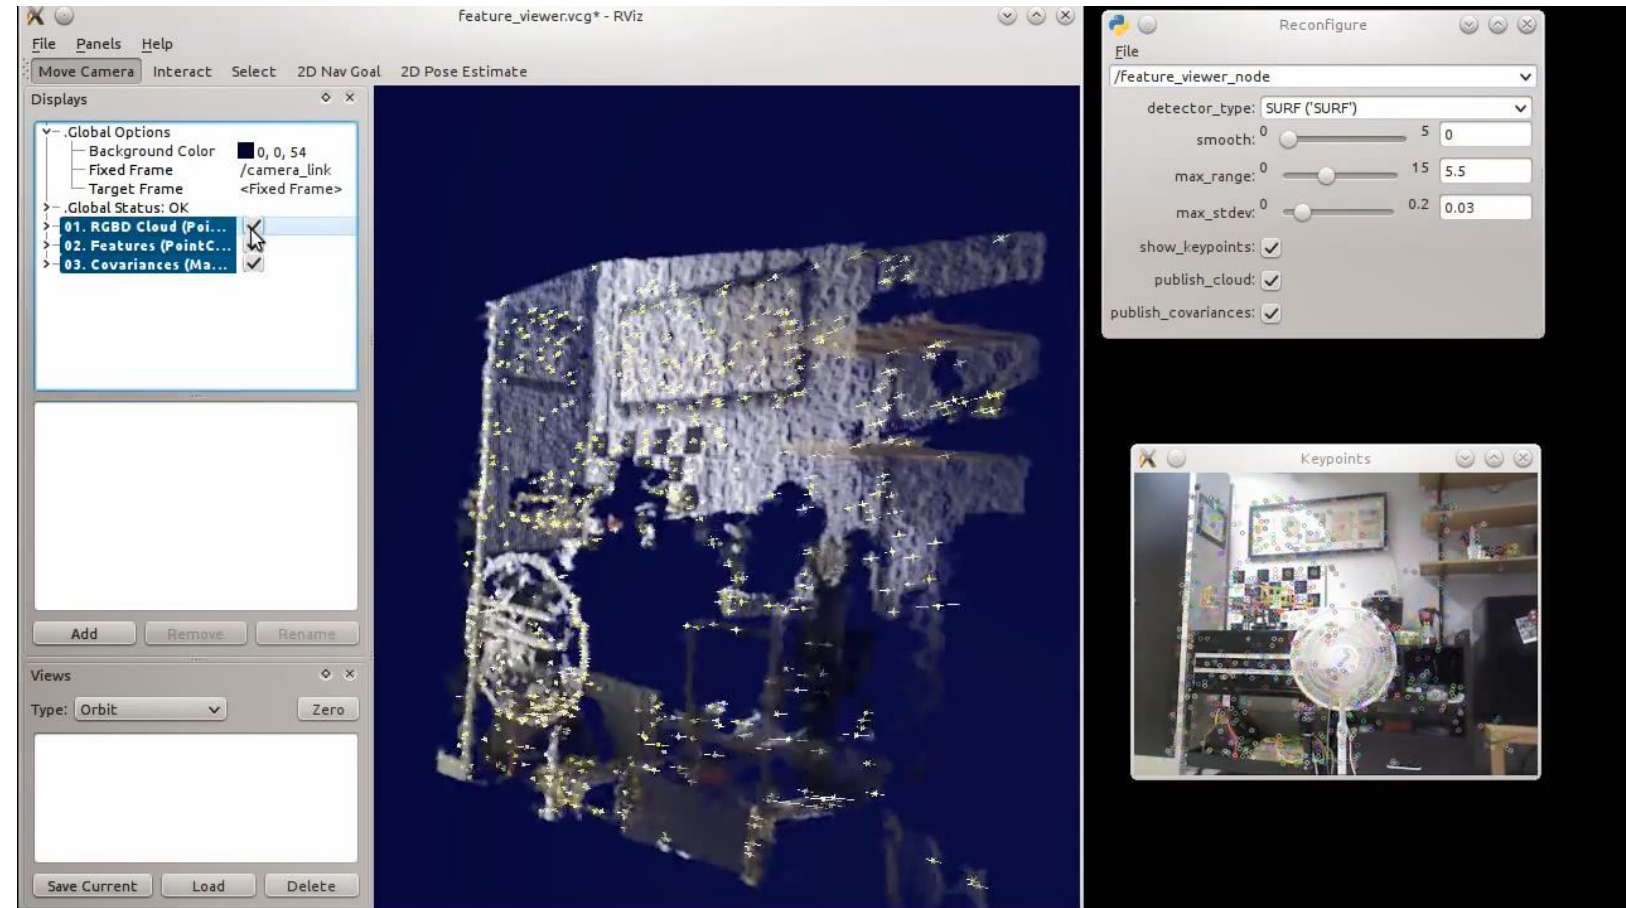 feature_viewer.vcg* - RViz
File Panels Help
Move Camera Interact Select 2D Nav Goal 2D Pose Estimate
Displays
.Global Options
Background Color 0, 0, 54
Fixed Frame /camera_link
Target Frame <Fixed Frame>
.Global Status: OK
01. RGBD Cloud (Poi...
02. Features (PointC...
03. Covariances (Ma...
Add Remove Rename
Views
Type: Orbit Zero
Save Current Load Delete
Reconfigure
File
/feature_viewer_node
detector_type: SURF ('SURF')
smooth: 0 5 0
max_range: 0 15 5.5
max_stdev: 0 0.2 0.03
show_keypoints:
publish_cloud:
publish_covariances:
Keypoints